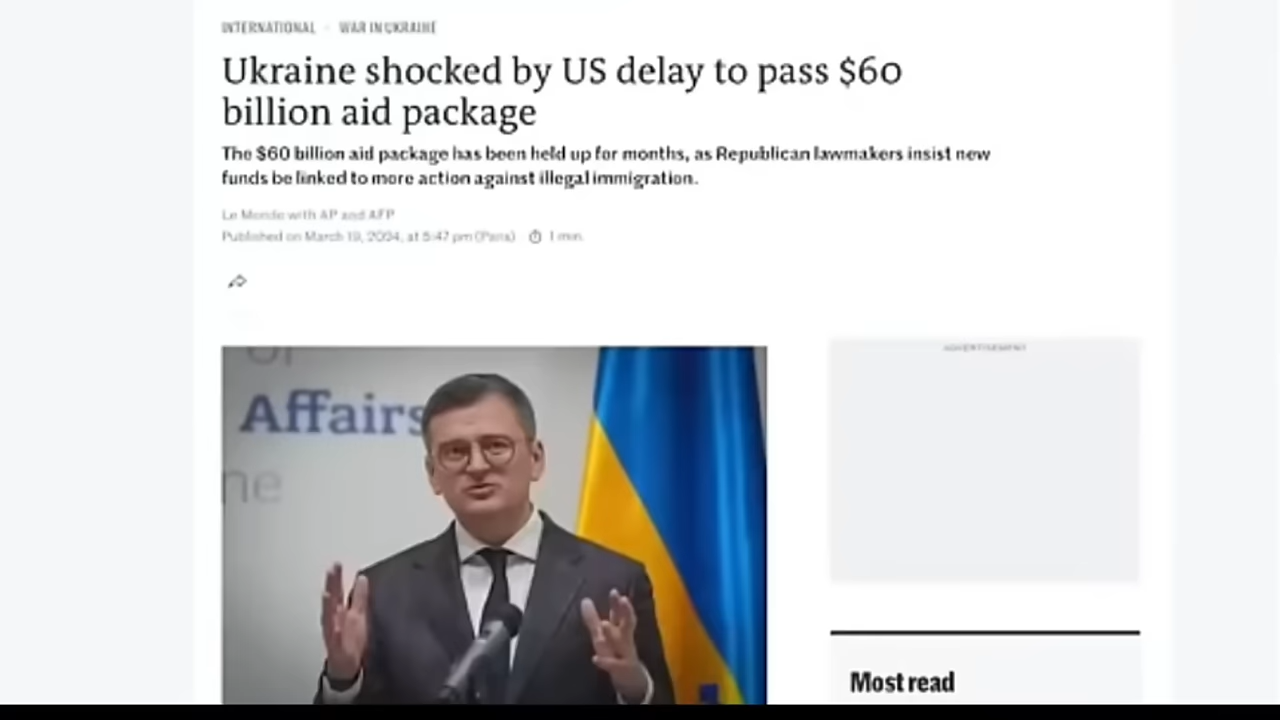 INTERNATIONAL · WAR IN UKRAINE
Ukraine shocked by US delay to pass $60
billion aid package
The $60 billion aid package has been held up for months, as Republican lawmakers insist new
funds be linked to more action against illegal immigration.
Le Monde with AP and AFP
Published on March 19, 2024, at 5:47 pm (Paris) 1 min
ADVERTISEMENT
of
Affairs
ne
Most read